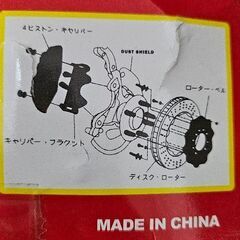 4ピストン・キャリパー
DUST SHIELD
ローター・ベル
キャリパー・ブラケット
ディスク・ローター
MADE IN CHINA